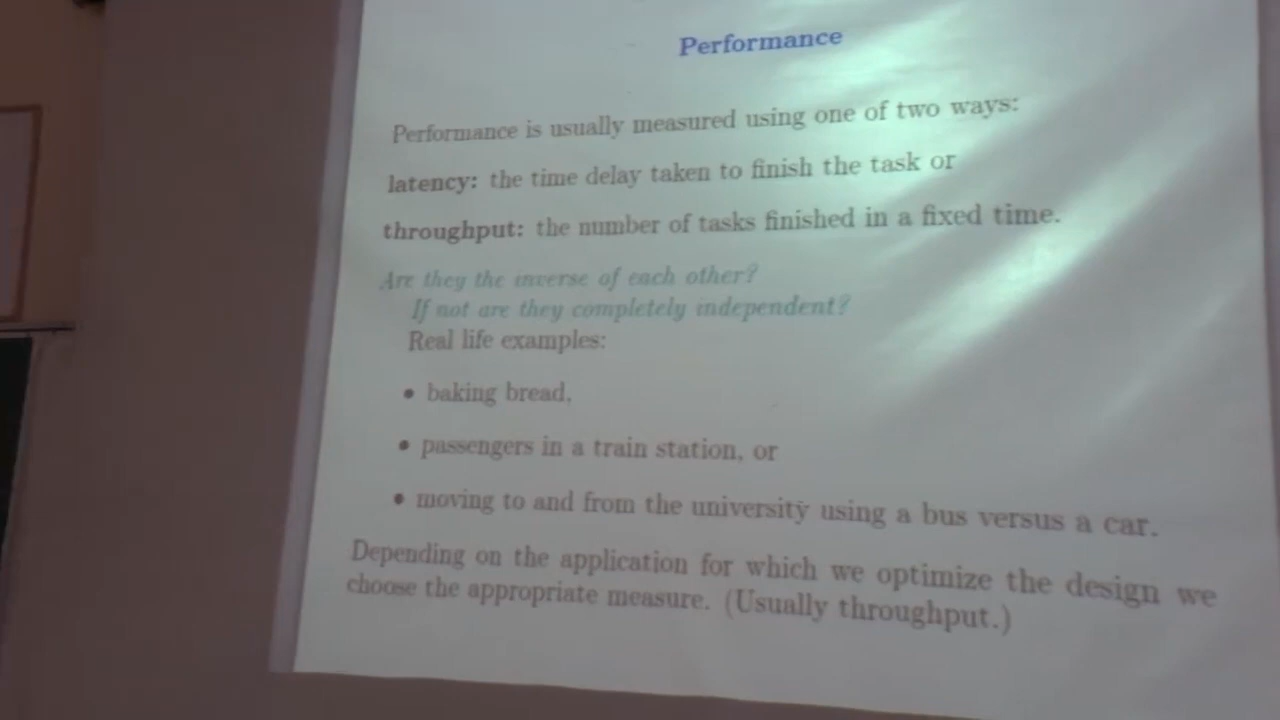 Performance
Performance is usually measured using one of two ways:
latency: the time delay taken to finish the task or
throughput: the number of tasks finished in a fixed time.
Are they the inverse of each other?
If not are they completely independent?
Real life examples:
• baking bread,
• passengers in a train station, or
• moving to and from the university using a bus versus a car.
Depending on the application for which we optimize the design we
choose the appropriate measure. (Usually throughput.)